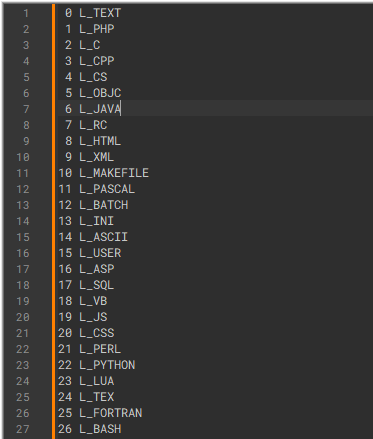 1 0 L_TEXT
2 1 L_PHP
3 2 L_C
4 3 L_CPP
5 4 L_CS
6 5 L_OBJC
7 6 L_JAVA
8 7 L_RC
9 8 L_HTML
10 9 L_XML
11 10 L_MAKEFILE
12 11 L_PASCAL
13 12 L_BATCH
14 13 L_INI
15 14 L_ASCII
16 15 L_USER
17 16 L_ASP
18 17 L_SQL
19 18 L_VB
20 19 L_JS
21 20 L_CSS
22 21 L_PERL
23 22 L_PYTHON
24 23 L_LUA
25 24 L_TEX
26 25 L_FORTRAN
27 26 L_BASH